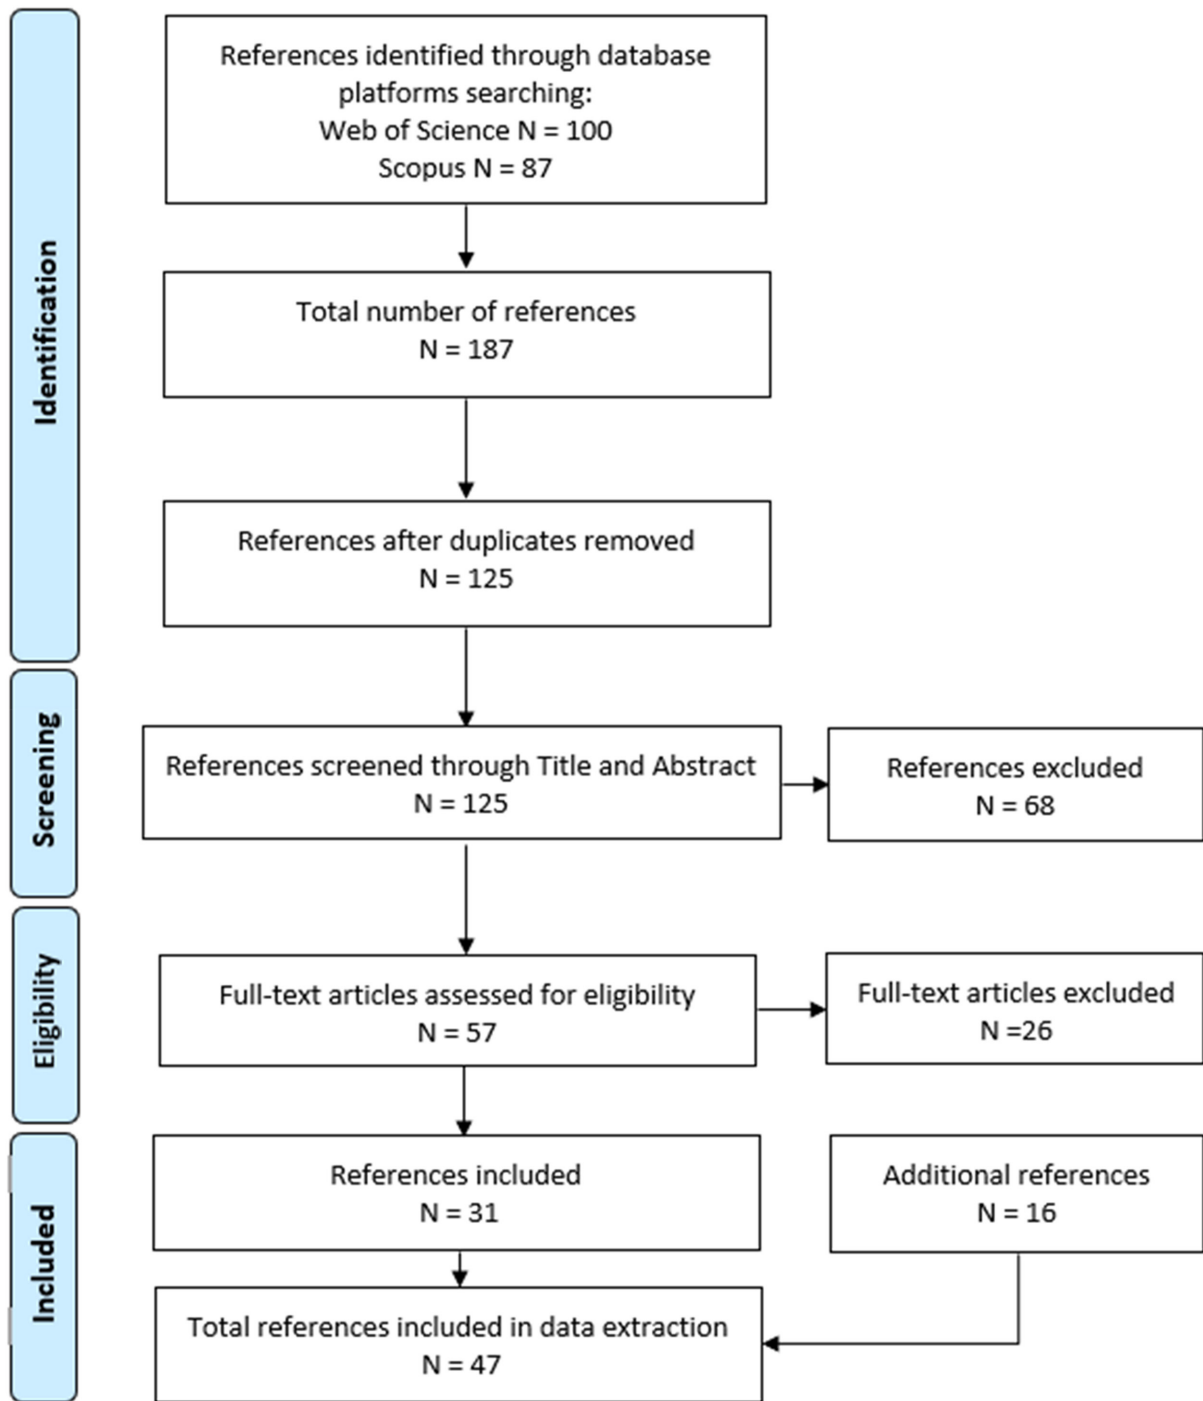 Identification
References identified through database
platforms searching:
Web of Science N = 100
Scopus N = 87
Total number of references
N = 187
References after duplicates removed
N = 125
Screening
References screened through Title and Abstract
N = 125
References excluded
N = 68
Eligibility
Full-text articles assessed for eligibility
N = 57
Full-text articles excluded
N =26
Included
References included
N = 31
Additional references
N = 16
Total references included in data extraction
N = 47